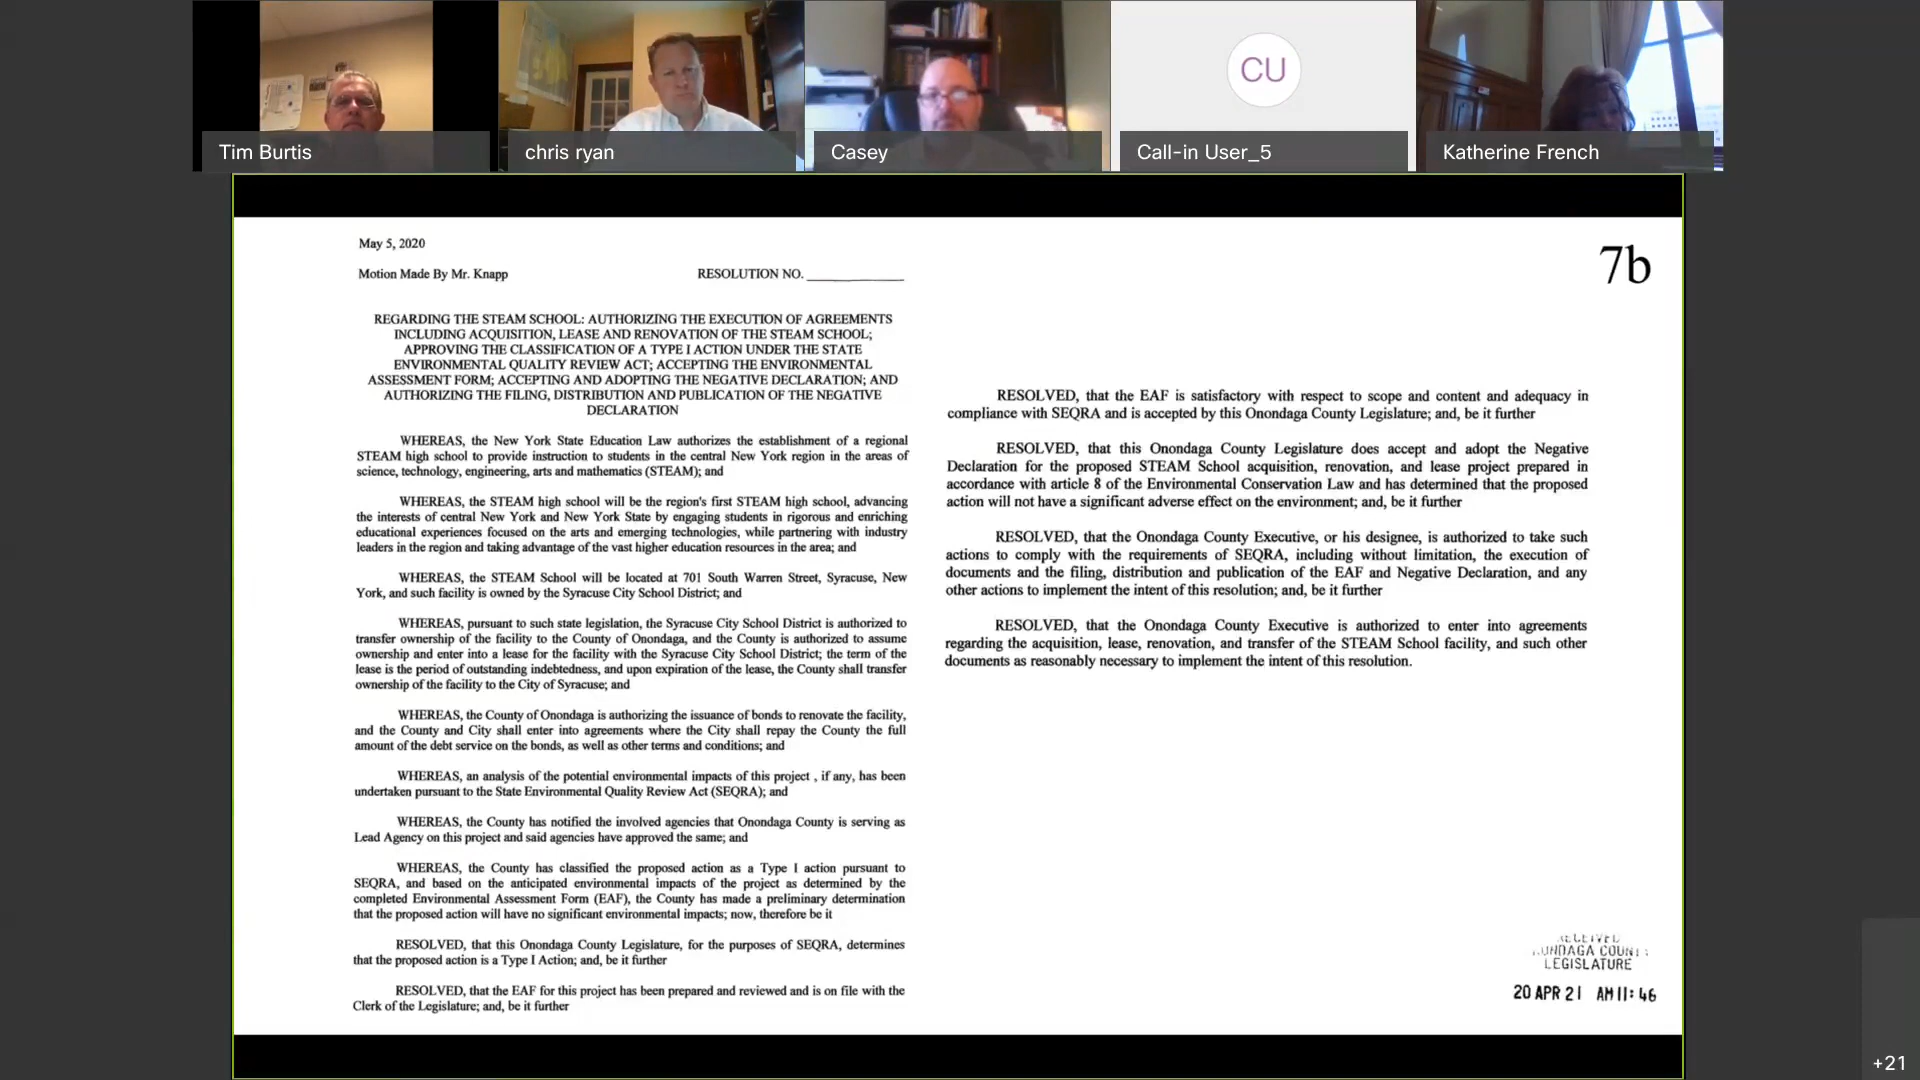 Tim Burtis
chris ryan
Casey
CU
Call-in User_5
Katherine French
May 5, 2020
7b
Motion Made By Mr. Knapp
RESOLUTION NO. ____________
REGARDING THE STEAM SCHOOL: AUTHORIZING THE EXECUTION OF AGREEMENTS
INCLUDING ACQUISITION, LEASE AND RENOVATION OF THE STEAM SCHOOL;
APPROVING THE CLASSIFICATION OF A TYPE I ACTION UNDER THE STATE
ENVIRONMENTAL QUALITY REVIEW ACT; ACCEPTING THE ENVIRONMENTAL
ASSESSMENT FORM; ACCEPTING AND ADOPTING THE NEGATIVE DECLARATION; AND
AUTHORIZING THE FILING, DISTRIBUTION AND PUBLICATION OF THE NEGATIVE
DECLARATION
WHEREAS, the New York State Education Law authorizes the establishment of a regional
STEAM high school to provide instruction to students in the central New York region in the areas of
science, technology, engineering, arts and mathematics (STEAM); and
WHEREAS, the STEAM high school will be the region's first STEAM high school, advancing
the interests of central New York and New York State by engaging students in rigorous and enriching
educational experiences focused on the arts and emerging technologies, while partnering with industry
leaders in the region and taking advantage of the vast higher education resources in the area; and
WHEREAS, the STEAM School will be located at 701 South Warren Street, Syracuse, New
York, and such facility is owned by the Syracuse City School District; and
WHEREAS, pursuant to such state legislation, the Syracuse City School District is authorized to
transfer ownership of the facility to the County of Onondaga, and the County is authorized to assume
ownership and enter into a lease for the facility with the Syracuse City School District; the term of the
lease is the period of outstanding indebtedness, and upon expiration of the lease, the County shall transfer
ownership of the facility to the City of Syracuse; and
WHEREAS, the County of Onondaga is authorizing the issuance of bonds to renovate the facility,
and the County and City shall enter into agreements where the City shall repay the County the full
amount of the debt service on the bonds, as well as other terms and conditions; and
WHEREAS, an analysis of the potential environmental impacts of this project , if any, has been
undertaken pursuant to the State Environmental Quality Review Act (SEQRA); and
WHEREAS, the County has notified the involved agencies that Onondaga County is serving as
Lead Agency on this project and said agencies have approved the same; and
WHEREAS, the County has classified the proposed action as a Type I action pursuant to
SEQRA, and based on the anticipated environmental impacts of the project as determined by the
completed Environmental Assessment Form (EAF), the County has made a preliminary determination
that the proposed action will have no significant environmental impacts; now, therefore be it
RESOLVED, that this Onondaga County Legislature, for the purposes of SEQRA, determines
that the proposed action is a Type I Action; and, be it further
RESOLVED, that the EAF for this project has been prepared and reviewed and is on file with the
Clerk of the Legislature; and, be it further
RESOLVED, that the EAF is satisfactory with respect to scope and content and adequacy in
compliance with SEQRA and is accepted by this Onondaga County Legislature; and, be it further
RESOLVED, that this Onondaga County Legislature does accept and adopt the Negative
Declaration for the proposed STEAM School acquisition, renovation, and lease project prepared in
accordance with article 8 of the Environmental Conservation Law and has determined that the proposed
action will not have a significant adverse effect on the environment; and, be it further
RESOLVED, that the Onondaga County Executive, or his designee, is authorized to take such
actions to comply with the requirements of SEQRA, including without limitation, the execution of
documents and the filing, distribution and publication of the EAF and Negative Declaration, and any
other actions to implement the intent of this resolution; and, be it further
RESOLVED, that the Onondaga County Executive is authorized to enter into agreements
regarding the acquisition, lease, renovation, and transfer of the STEAM School facility, and such other
documents as reasonably necessary to implement the intent of this resolution.
LEGISLATURE
20 APR 21 AM 11:46
+21